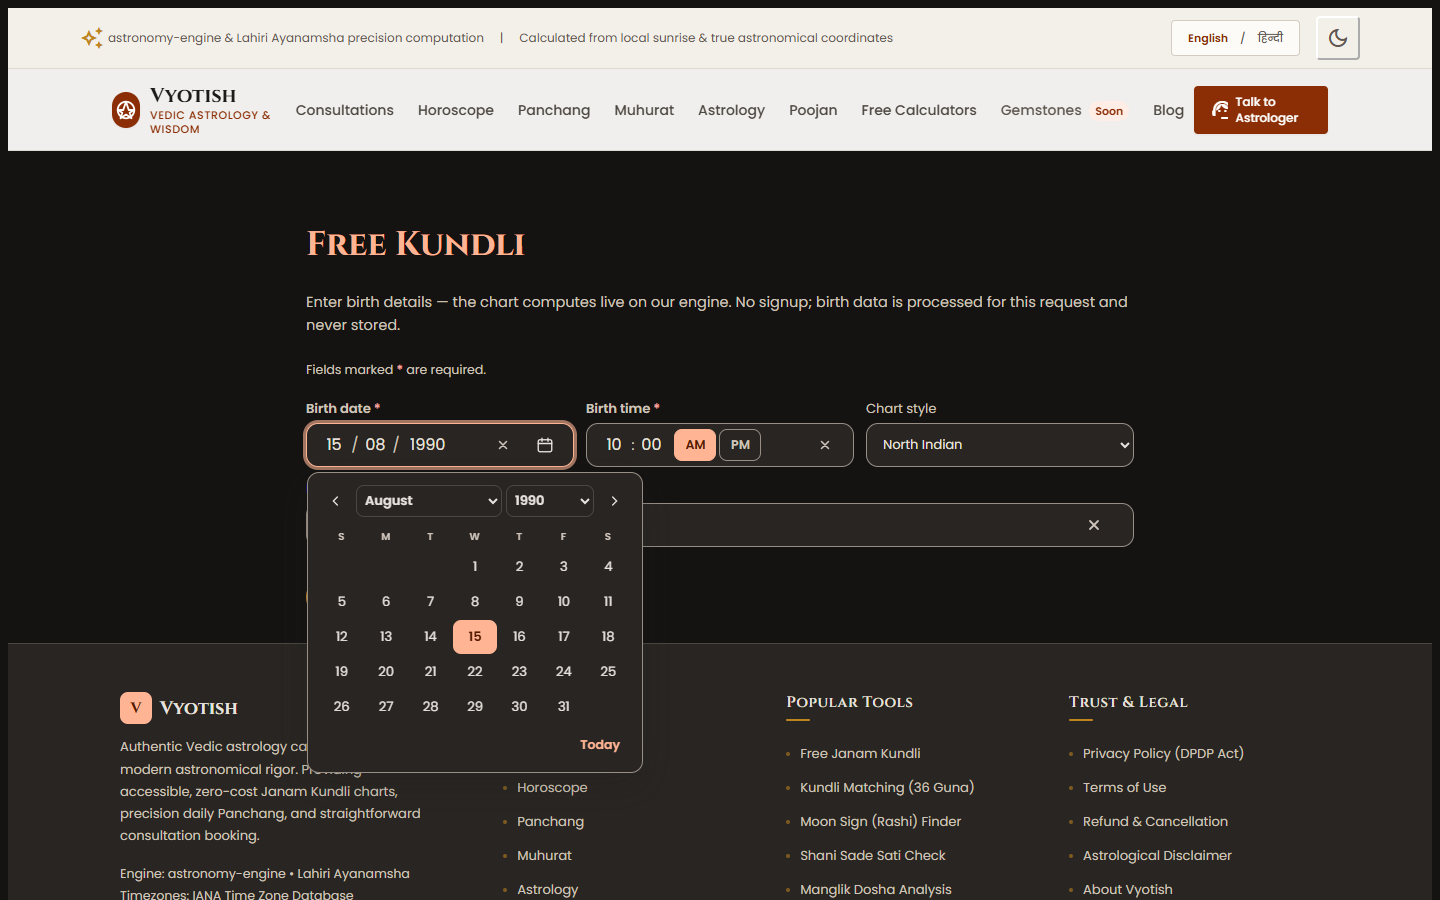 astronomy-engine & Lahiri Ayanamsha precision computation | Calculated from local sunrise & true astronomical coordinates
English / हिन्दी
Vyotish
VEDIC ASTROLOGY & WISDOM
Consultations
Horoscope
Panchang
Muhurat
Astrology
Poojan
Free Calculators
Gemstones Soon
Blog
Talk to Astrologer
Free Kundli
Enter birth details — the chart computes live on our engine. No signup; birth data is processed for this request and
never stored.
Fields marked * are required.
Birth date *
Birth time *
Chart style
15 / 08 / 1990
10 : 00 AM PM
North Indian
August 1990
S M T W T F S
1 2 3 4
5 6 7 8 9 10 11
12 13 14 15 16 17 18
19 20 21 22 23 24 25
26 27 28 29 30 31
Today
V Vyotish
Authentic Vedic astrology
modern astronomical rigor.
accessible, zero-cost Janam Kundli charts,
precision daily Panchang, and straightforward
consultation booking.
Engine: astronomy-engine • Lahiri Ayanamsha
Timezones: IANA Time Zone Database
Horoscope
Panchang
Muhurat
Astrology
Popular Tools
Free Janam Kundli
Kundli Matching (36 Guna)
Moon Sign (Rashi) Finder
Shani Sade Sati Check
Manglik Dosha Analysis
Trust & Legal
Privacy Policy (DPDP Act)
Terms of Use
Refund & Cancellation
Astrological Disclaimer
About Vyotish